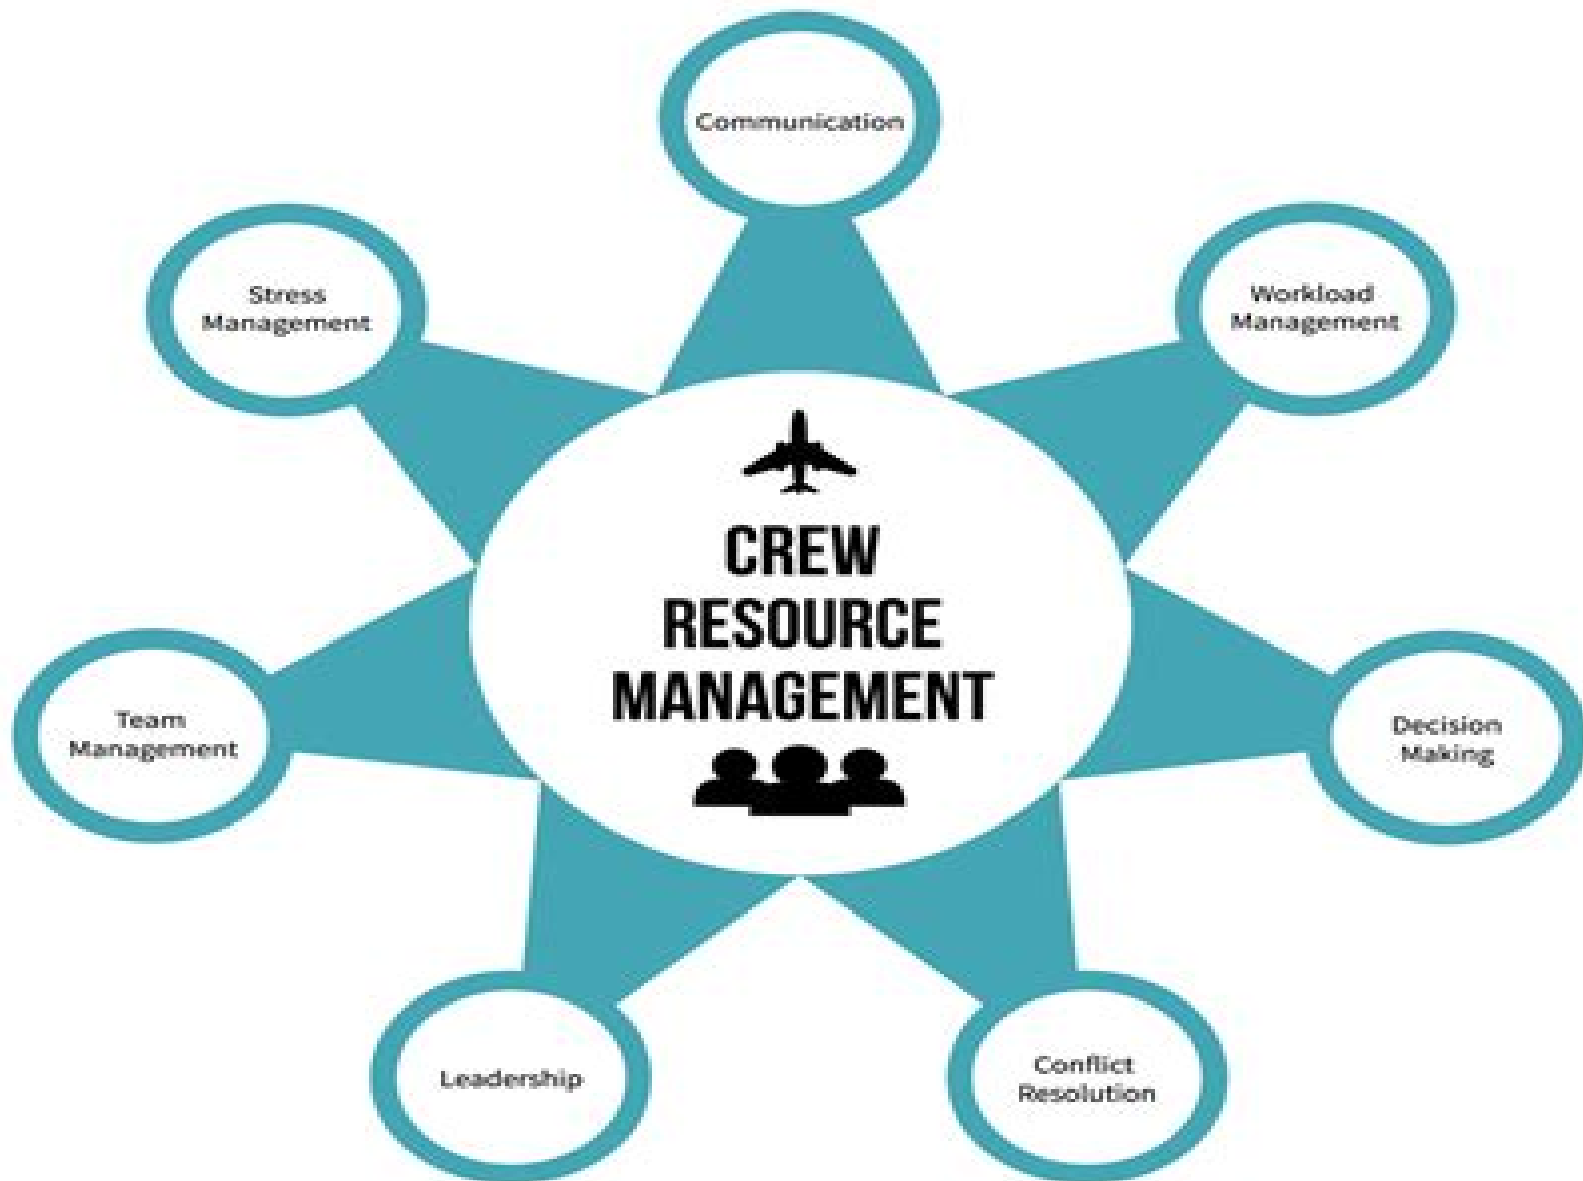 Communication
Stress
Management
Workload
Management
CREW
RESOURCE
MANAGEMENT
Team
Management
Decision
Making
Leadership
Conflict
Resolution